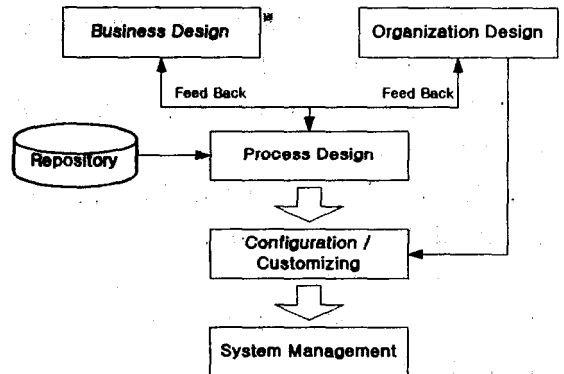 Business Design
Organization Design
Feed Back
Feed Back
Repository
Process Design
Configuration /
Customizing
System Management